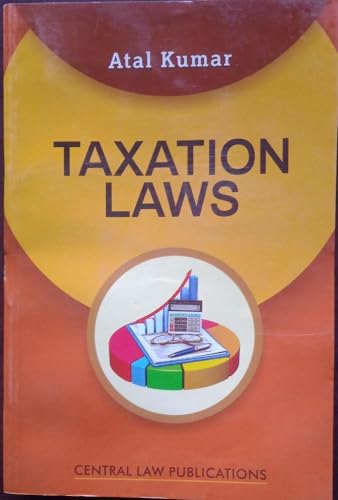 Atal Kumar
TAXATION
LAWS
CENTRAL LAW PUBLICATIONS